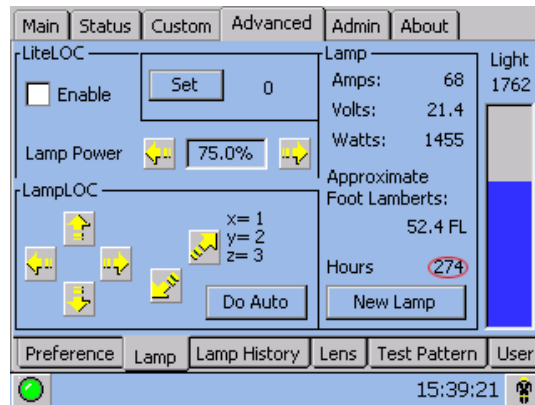 Main Status Custom Advanced Admin About
LiteLOC
Enable
Set 0
Lamp Power 75.0%
LampLOC
x= 1
y= 2
z= 3
Do Auto
Lamp
Amps: 68
Volts: 21.4
Watts: 1455
Approximate
Foot Lamberts:
52.4 FL
Hours 274
New Lamp
Light
1762
Preference Lamp Lamp History Lens Test Pattern User
15:39:21